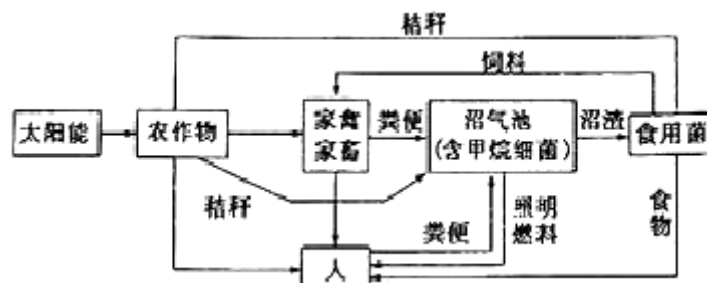 秸秆
饲料
太阳能
农作物
家禽
家畜
粪便
沼气池
(含甲烷细菌)
沼渣
食用菌
秸秆
粪便
照明
燃料
食物
人